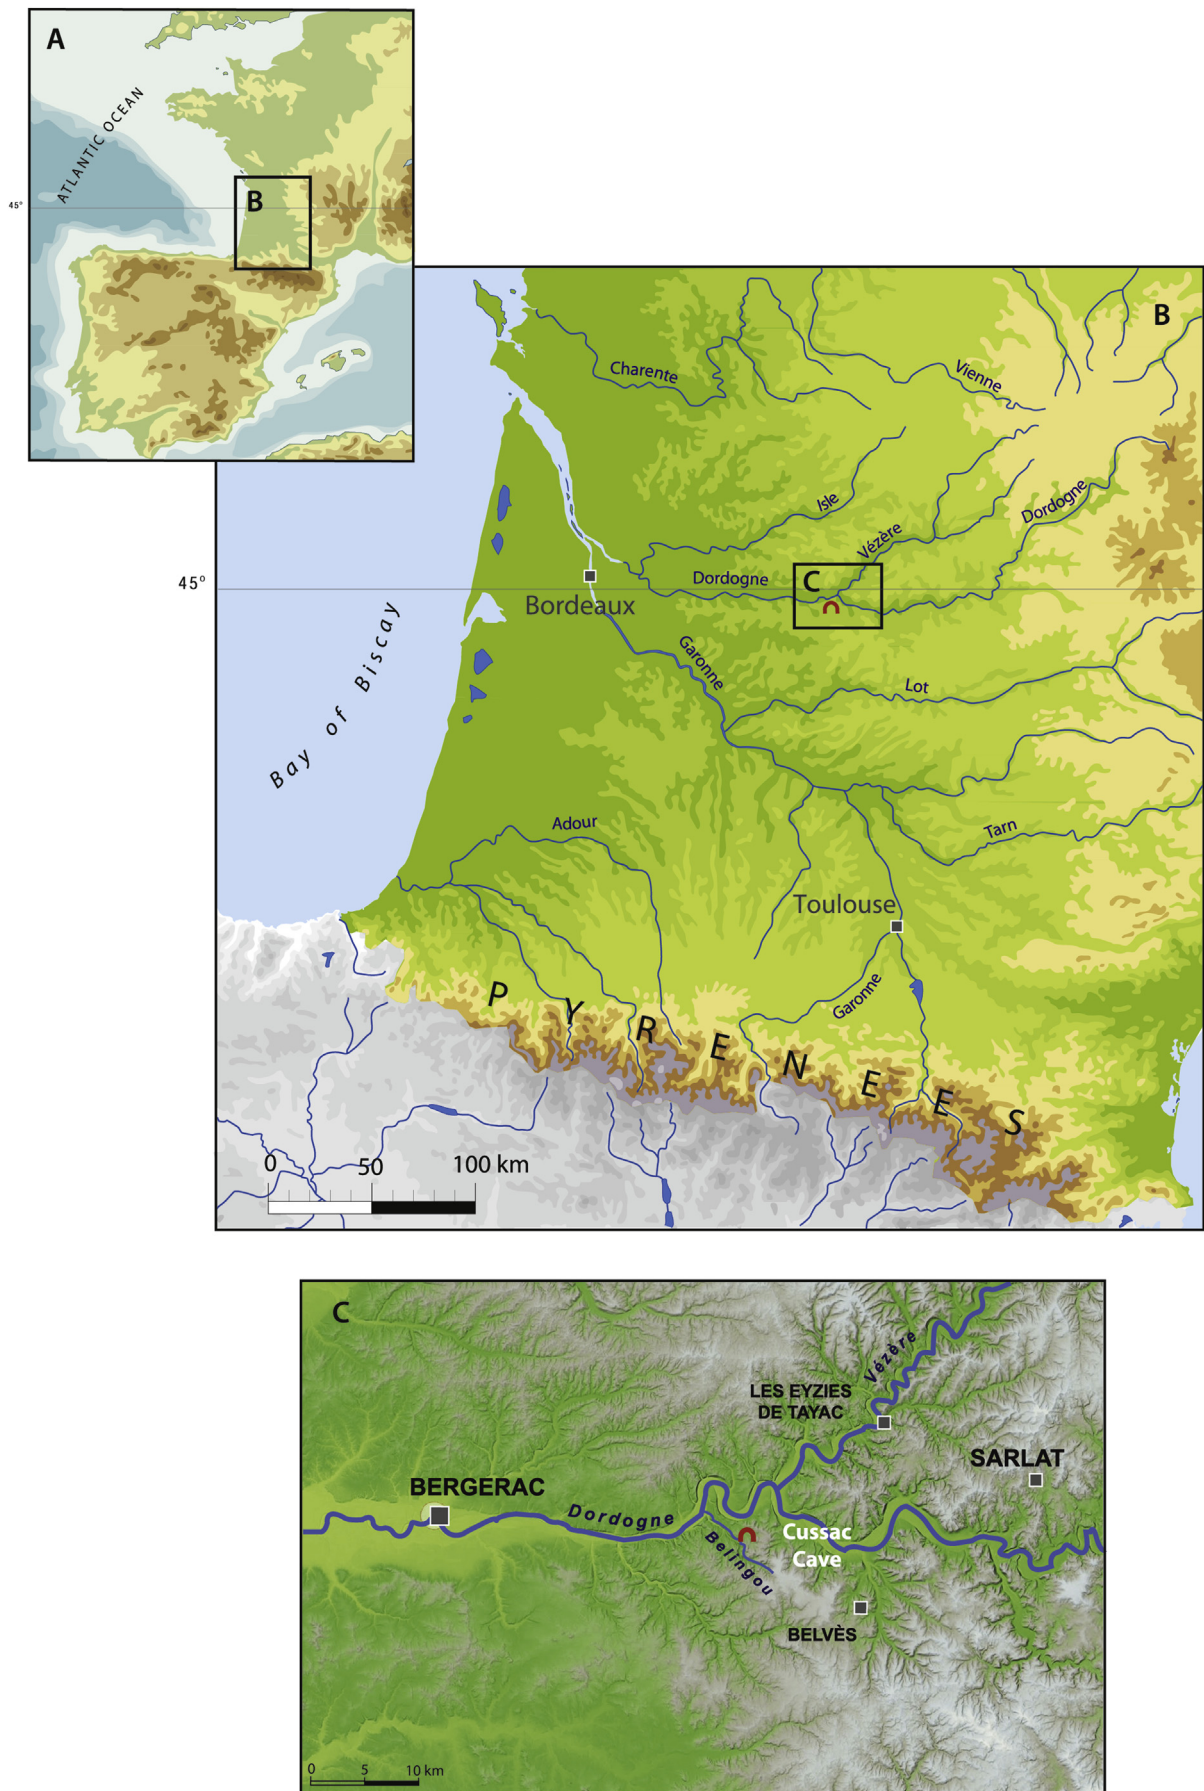 A
ATLANTIC OCEAN
45°
B
B
Charente
Vienne
Isle
Vézère
Dordogne
45°
Dordogne
C
Bordeaux
Bay of Biscay
Garonne
Lot
Adour
Tarn
Toulouse
Garonne
PYRENEES
0 50 100 km
C
Vézère
LES EYZIES
DE TAYAC
SARLAT
BERGERAC
Dordogne
Cussac
Cave
Belingou
BELVÈS
0 5 10 km